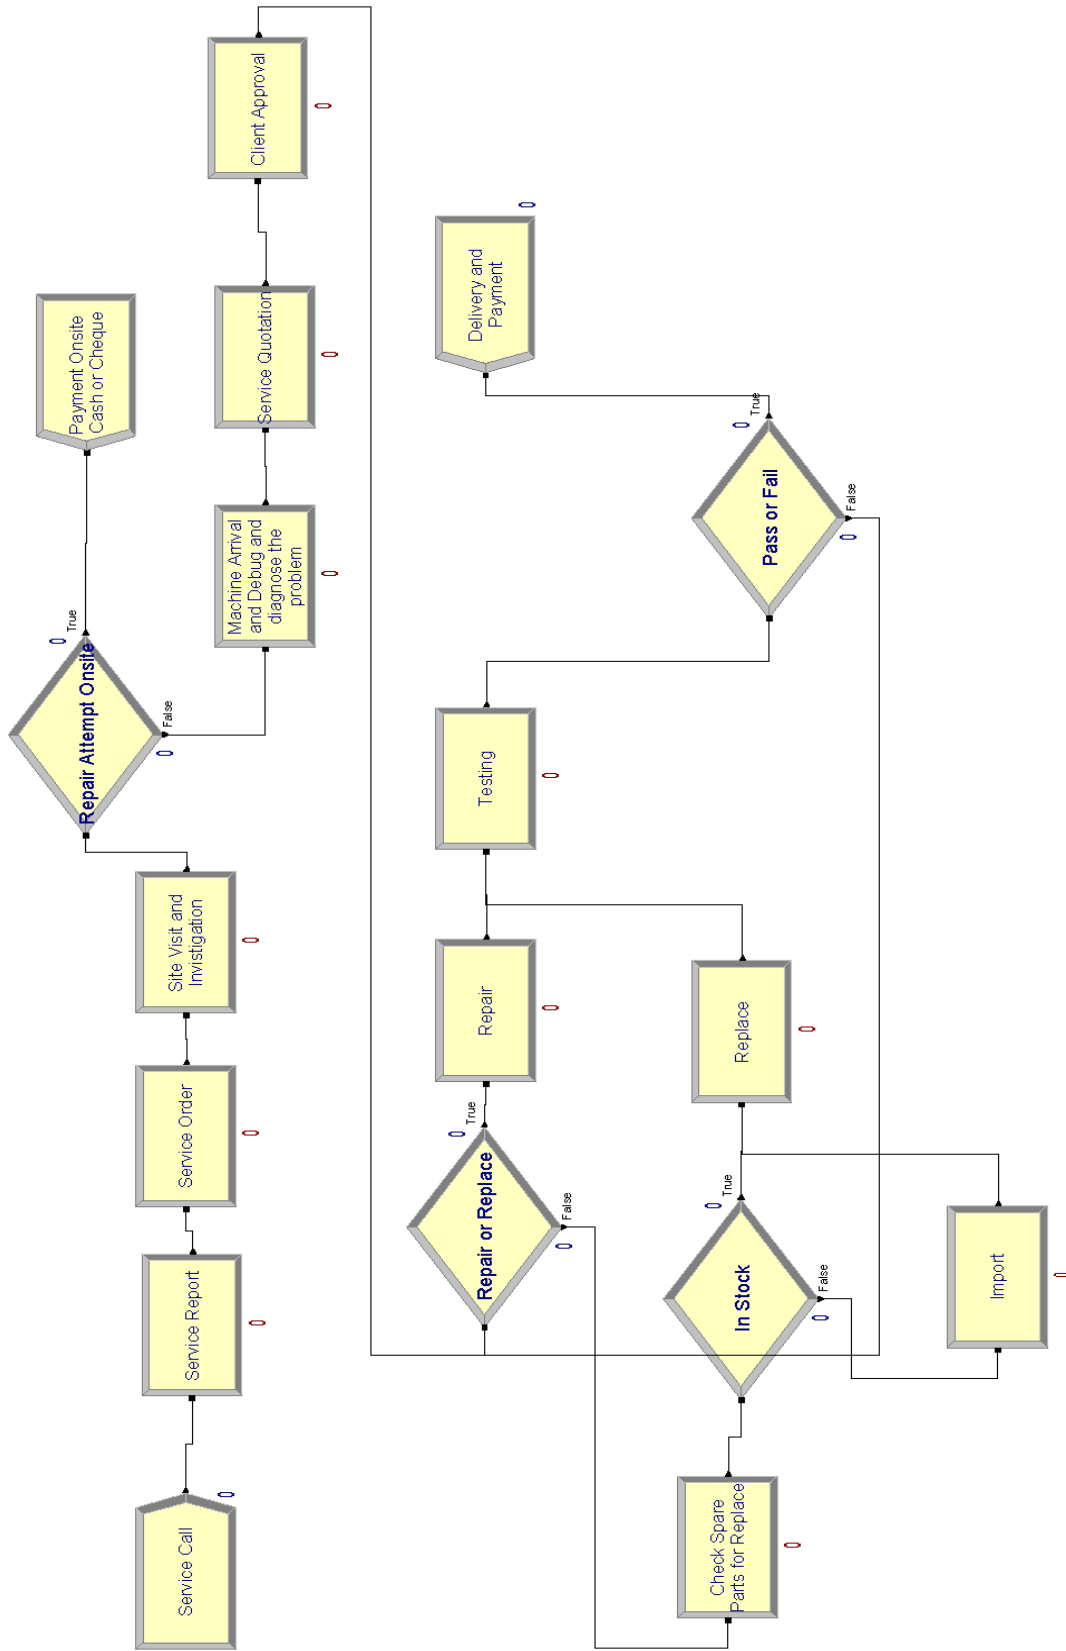 Service Call
0
Service Report
0
Service Order
0
Site Visit and
Invistigation
0
Repair Attempt Onsite
0
True
0
False
Payment Onsite
Cash or Cheque
Machine Arrival
and Debug and
diagnose the
problem
0
Service Quotation
0
Client Approval
0
Repair or Replace
0
True
0
False
Repair
0
Testing
0
Check Spare
Parts for Replace
0
In Stock
0
True
0
False
Replace
0
Import
0
Pass or Fail
0
True
0
False
Delivery and
Payment
0